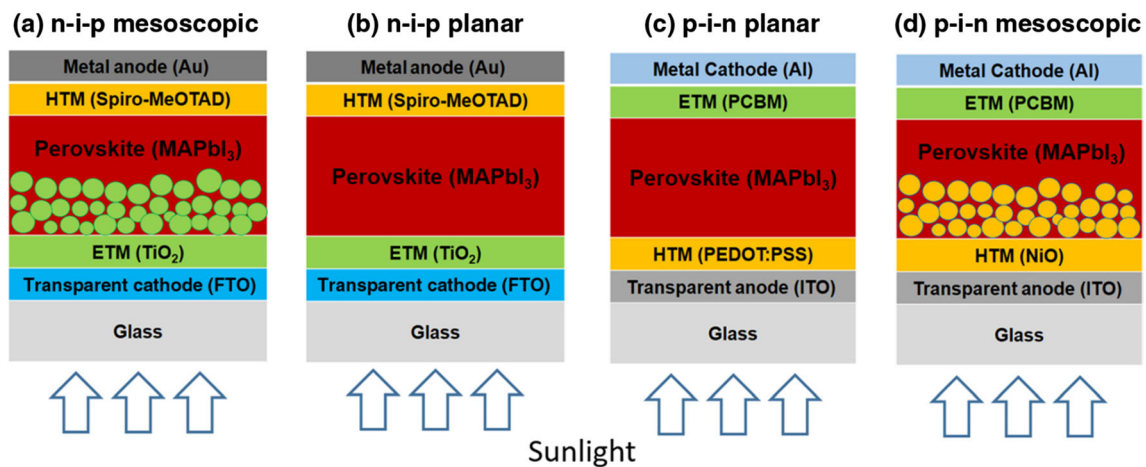 (a) n-i-p mesoscopic
Metal anode (Au)
HTM (Spiro-MeOTAD)
Perovskite (MAPbI₃)
ETM (TiO₂)
Transparent cathode (FTO)
Glass
(b) n-i-p planar
Metal anode (Au)
HTM (Spiro-MeOTAD)
Perovskite (MAPbI₃)
ETM (TiO₂)
Transparent cathode (FTO)
Glass
(c) p-i-n planar
Metal Cathode (Al)
ETM (PCBM)
Perovskite (MAPbI₃)
HTM (PEDOT:PSS)
Transparent anode (ITO)
Glass
(d) p-i-n mesoscopic
Metal Cathode (Al)
ETM (PCBM)
Perovskite (MAPbI₃)
HTM (NiO)
Transparent anode (ITO)
Glass
Sunlight